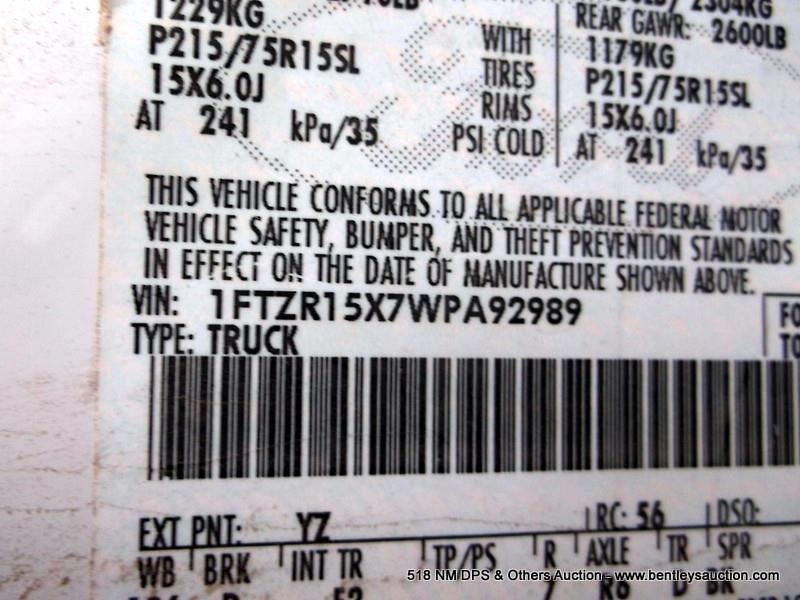 1229KG
REAR GAWR: 2600LB
P215/75R15SL WITH 1179KG
15X6.0J TIRES P215/75R15SL
RIMS 15X6.0J
AT 241 kPa/35 PSI COLD AT 241 kPa/35
THIS VEHICLE CONFORMS TO ALL APPLICABLE FEDERAL MOTOR
VEHICLE SAFETY, BUMPER, AND THEFT PREVENTION STANDARDS
IN EFFECT ON THE DATE OF MANUFACTURE SHOWN ABOVE.
VIN: 1FTZR15X7WPA92989
TYPE: TRUCK
EXT PNT: YZ RC: 56 DSO:
WB BRK INT TR TP/PS R AXLE TR SPR
518 NM DPS & Others Auction - www.bentleysauction.com